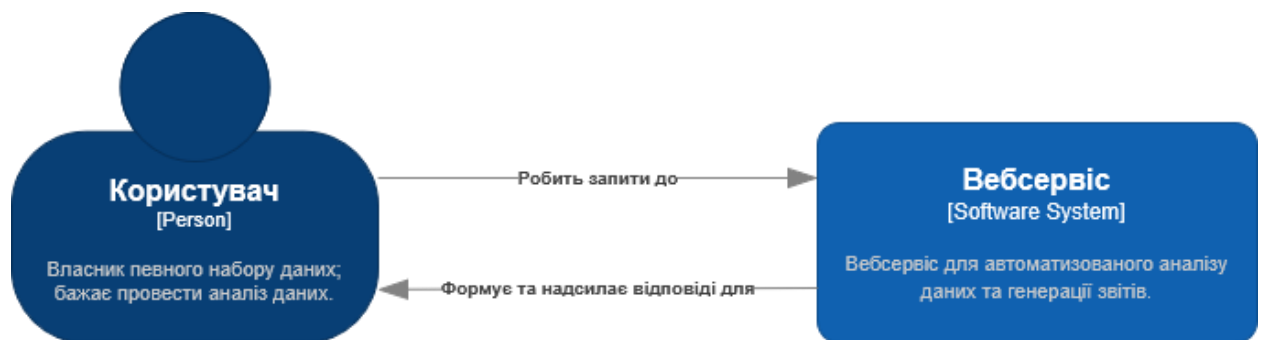 Користувач
[Person]
Власник певного набору даних;
бажає провести аналіз даних.
Робить запити до
Формує та надсилає відповіді для
Вебсервіс
[Software System]
Вебсервіс для автоматизованого аналізу
даних та генерації звітів.